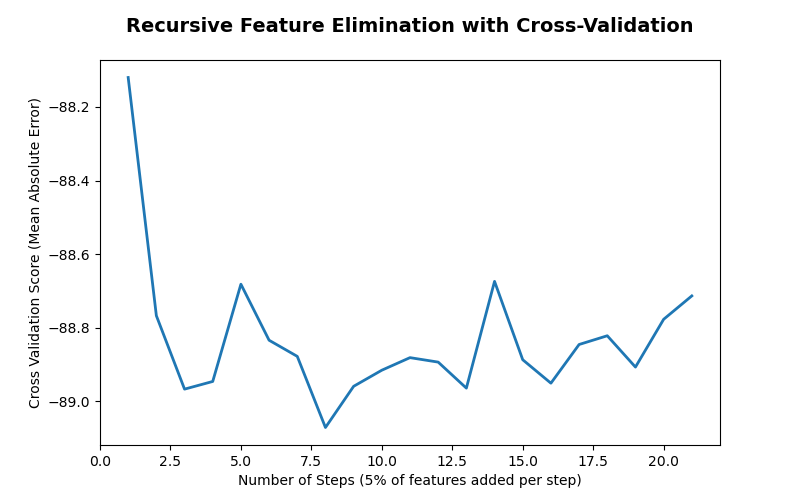 Recursive Feature Elimination with Cross-Validation
Cross Validation Score (Mean Absolute Error)
−88.2
−88.4
−88.6
−88.8
−89.0
0.0 2.5 5.0 7.5 10.0 12.5 15.0 17.5 20.0
Number of Steps (5% of features added per step)